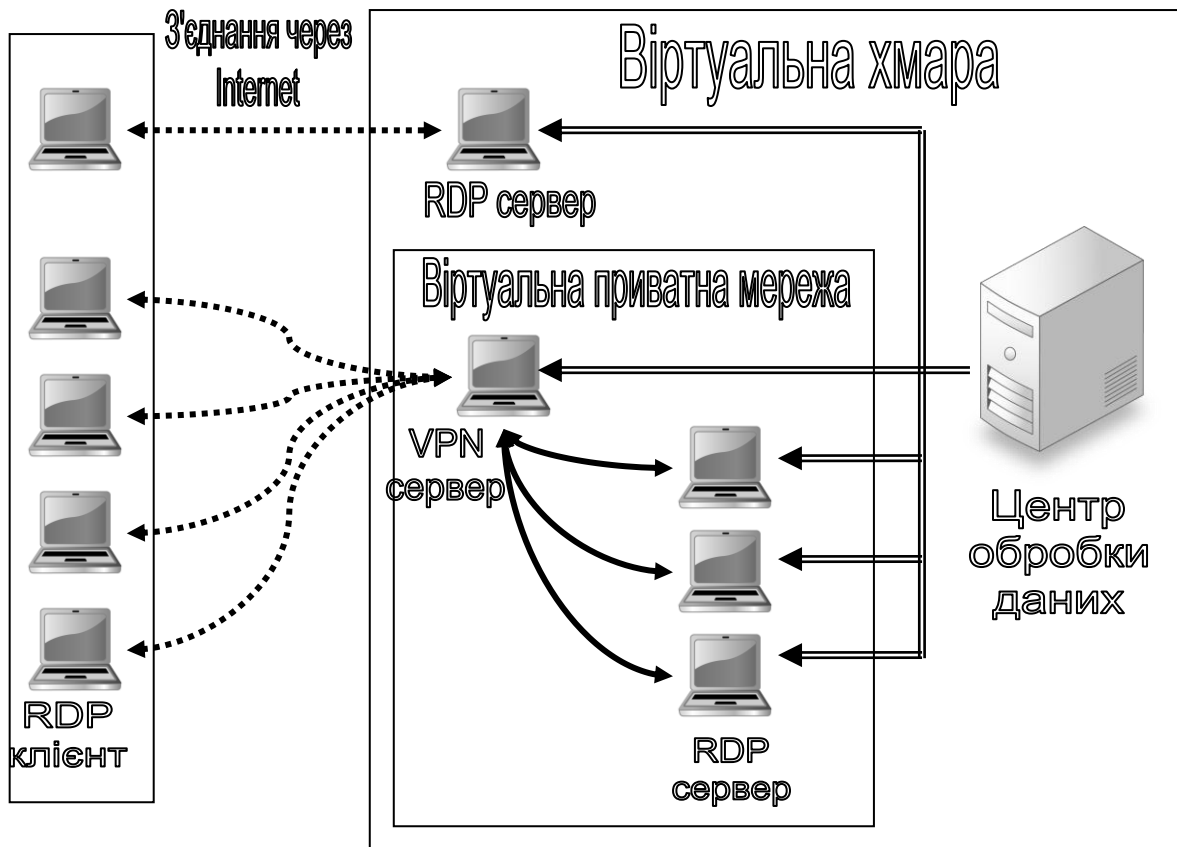 З'єднання через
Internet
Віртуальна хмара
RDP сервер
Віртуальна приватна мережа
VPN
сервер
Центр
обробки
даних
RDP
клієнт
RDP
сервер